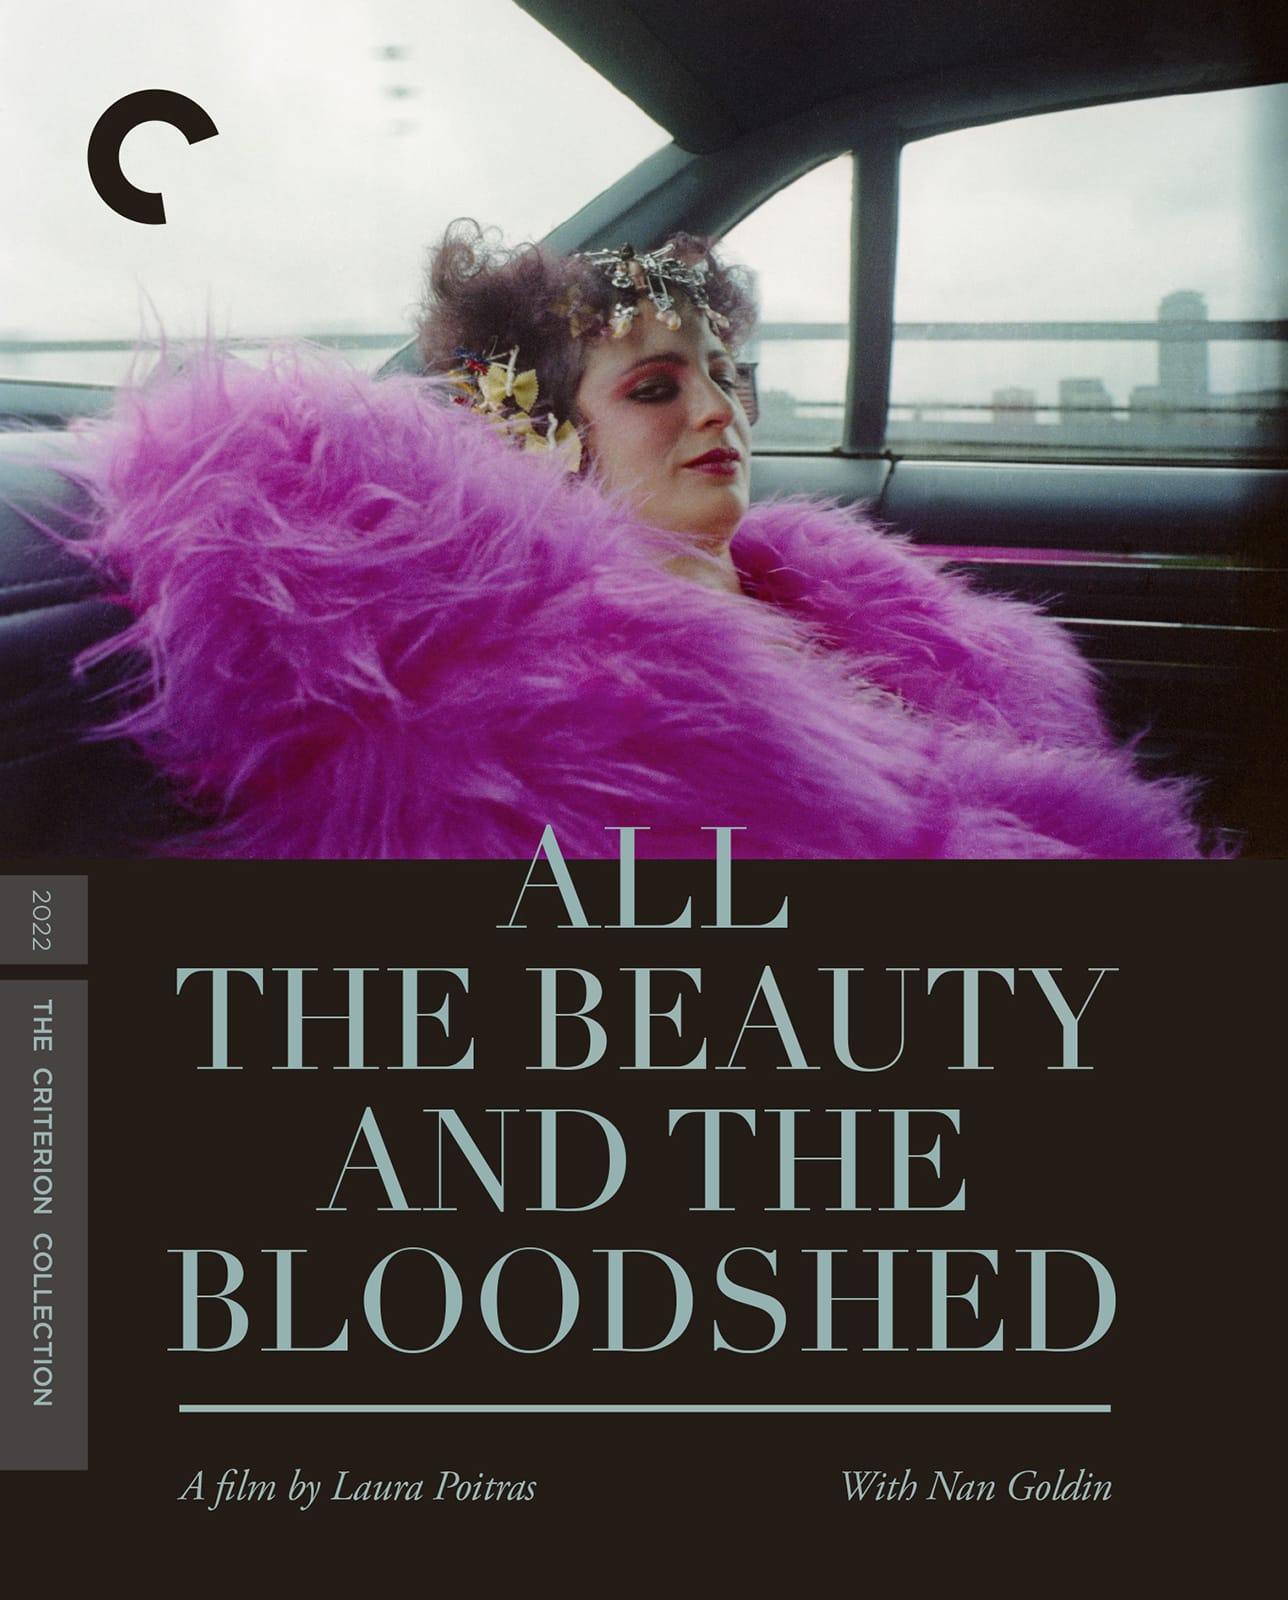 ALL
THE BEAUTY
AND THE
BLOODSHED
A film by Laura Poitras
With Nan Goldin
2022
THE CRITERION COLLECTION